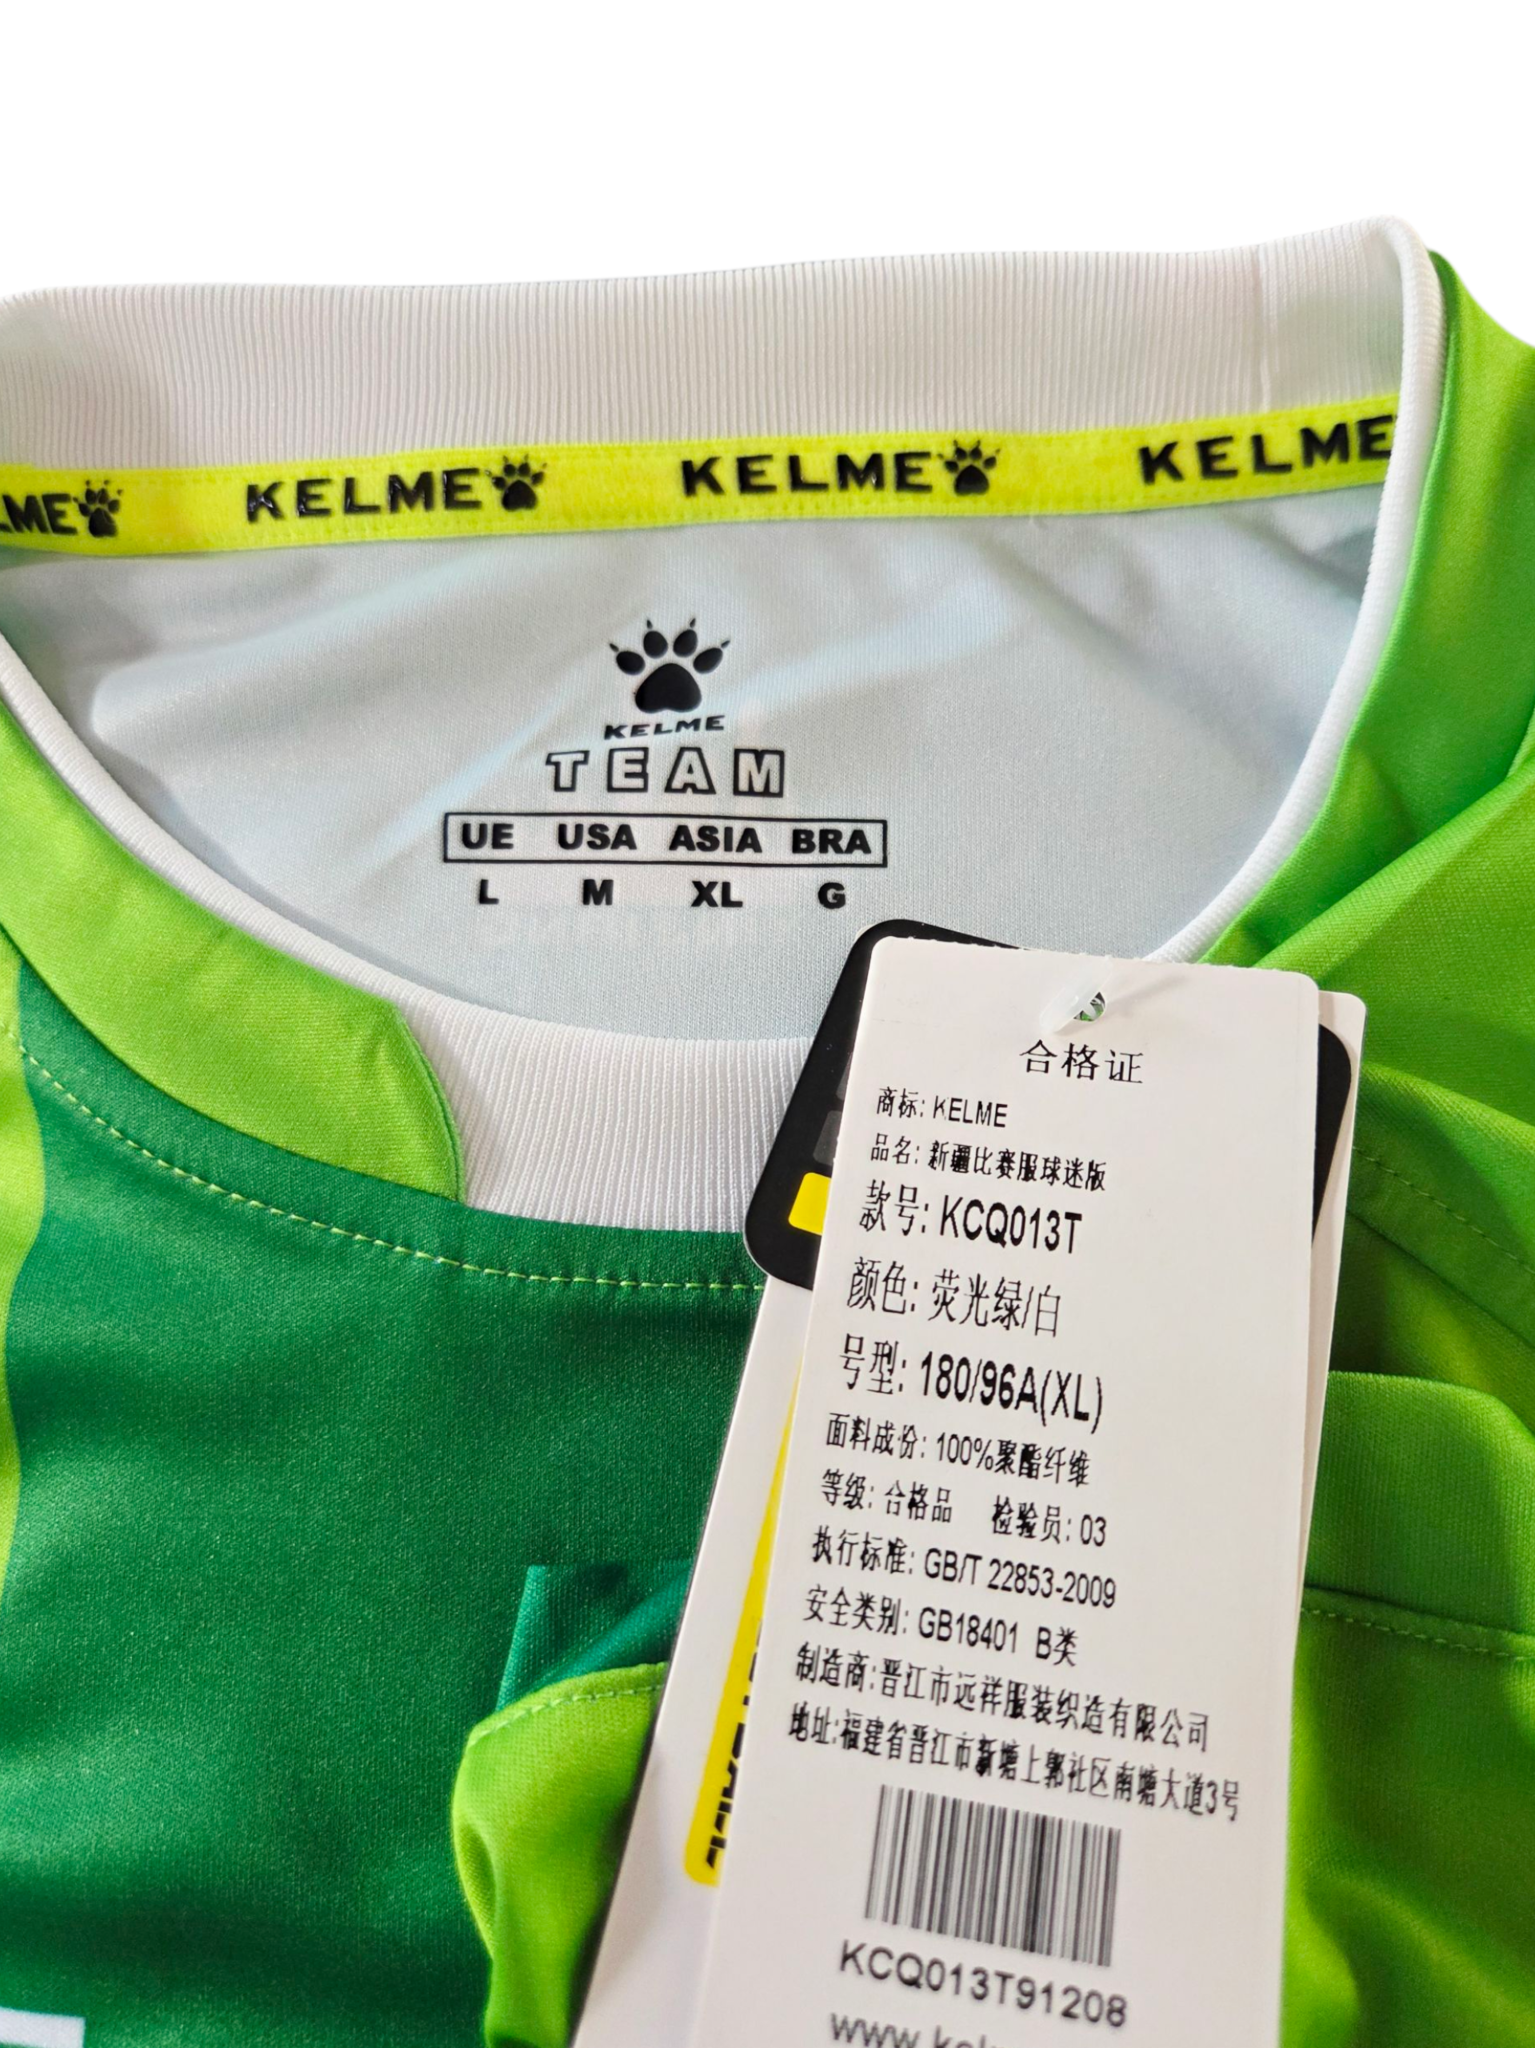 LME
KELME
KELME
KELME
KELME
TEAM
UE USA ASIA BRA
L M XL G
合格证
商标: KELME
品名: 新疆比赛服球迷版
款号: KCQ013T
颜色: 荧光绿/白
号型: 180/96A(XL)
面料成份: 100%聚酯纤维
等级: 合格品 检验员: 03
执行标准: GB/T 22853-2009
安全类别: GB18401 B类
制造商:晋江市远祥服装织造有限公司
地址:福建省晋江市新塘上郭社区南塘大道3号
KCQ013T91208
www.kel